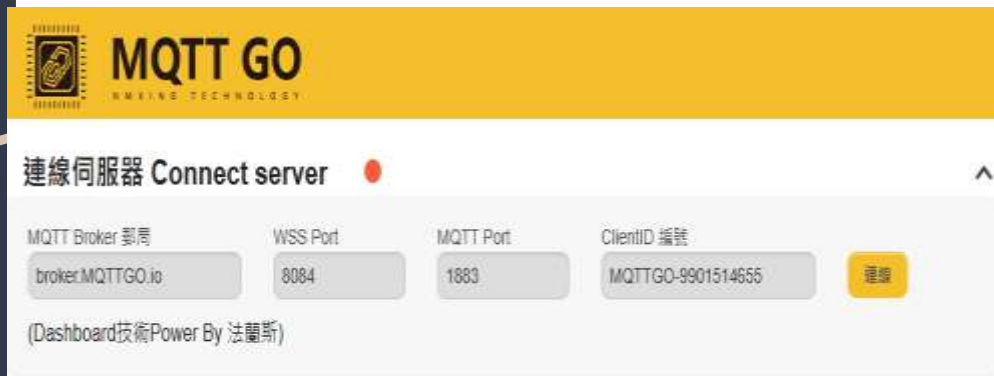 MQTT GO
NMKING TECHNOLOGY
連線伺服器 Connect server
MQTT Broker 郵局
WSS Port
MQTT Port
ClientID 編號
broker.MQTTGO.io
8084
1883
MQTTGO-9901514655
連線
(Dashboard技術Power By 法蘭斯)